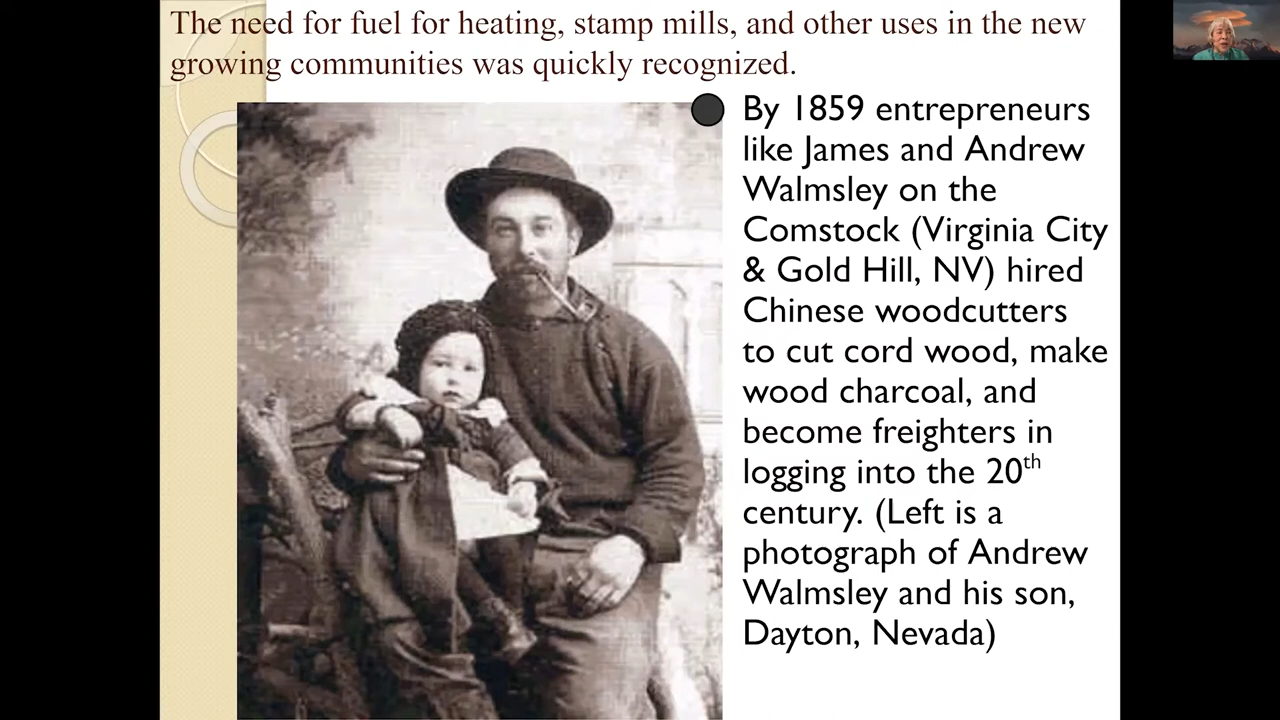 The need for fuel for heating, stamp mills, and other uses in the new
growing communities was quickly recognized.
By 1859 entrepreneurs
like James and Andrew
Walmsley on the
Comstock (Virginia City
& Gold Hill, NV) hired
Chinese woodcutters
to cut cord wood, make
wood charcoal, and
become freighters in
logging into the 20th
century. (Left is a
photograph of Andrew
Walmsley and his son,
Dayton, Nevada)